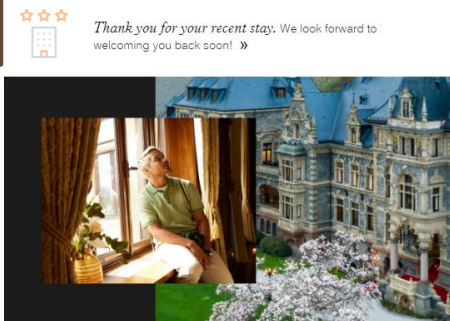 Thank you for your recent stay. We look forward to
welcoming you back soon! »